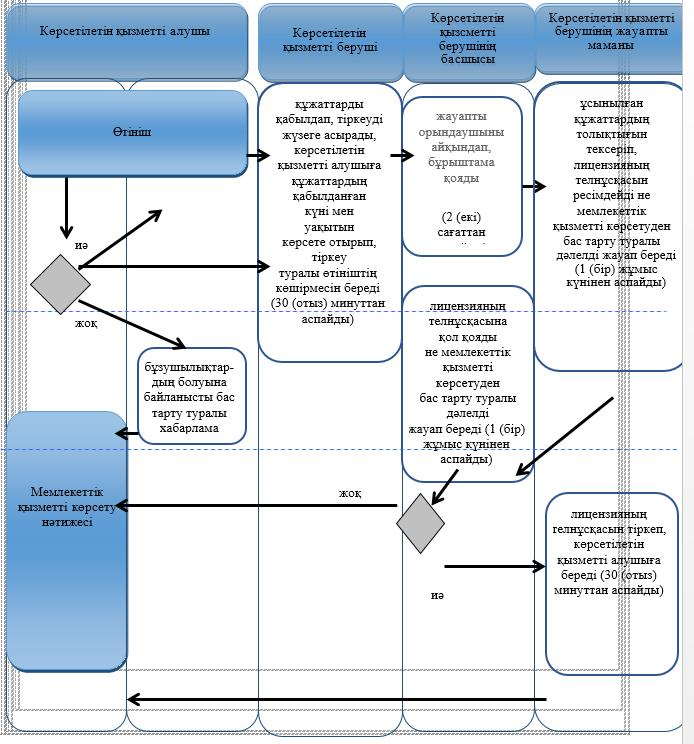 Көрсетілетін қызметті алушы
Көрсетілетін
қызметті беруші
Көрсетілетін
қызсметті
берушінің
басшысы
Көрсетілетін қызметті
берушінің жауапты
маманы
Өтініш
құжаттарды
қабылдап, тіркеуді
жүзеге асырады,
көрсетілетін
қызметті алушыға
құжаттардың
қабылданған
күні мен
уақытын
көрсете отырып,
тіркеу
туралы өтініштің
көшірмесін береді
(30 (отыз) минуттан
аспайды)
жауапты
орындаушыны
айқындап,
бұрыштама
қояды
(2 (екі)
сағаттан
ұсынылған
құжаттардың
толықтығын
тексеріп,
лицензияның
телнұсқасын
ресімдейді не
мемлекеттік
қызметті көрсетуден
бас тарту туралы
дәлелді жауап береді
(1 (бір) жұмыс
күнінен аспайды)
иә
жоқ
бұзушылықтар-
дың болуына
байланысты бас
тарту туралы
хабарлама
лицензияның
телнұсқасына
қол қояды
не мемлекеттік
қызметті
көрсетуден
бас тарту туралы
дәлелді
жауап береді (1 (бір)
жұмыс күнінен
аспайды)
Мемлекеттік
қызметті көрсету
нәтижесі
жоқ
иә
лицензияның
телнұсқасын тіркеп,
көрсетілетін
қызметті алушыға
береді (30 (отыз)
минуттан аспайды)